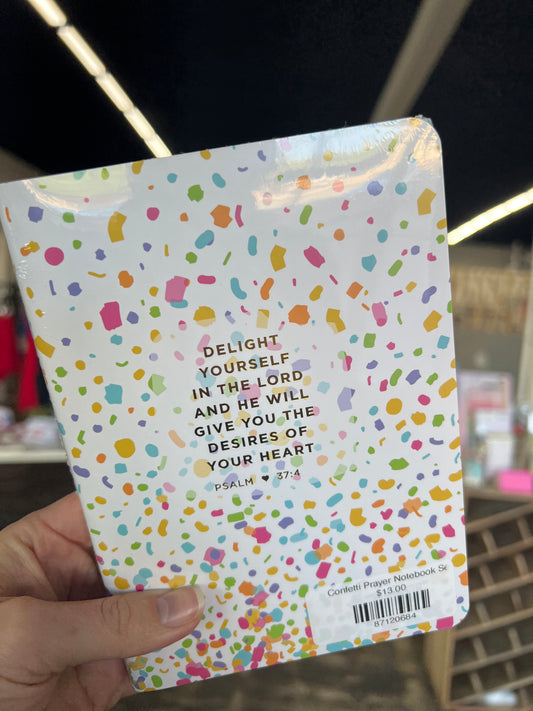 DELIGHT
YOURSELF
IN THE LORD
AND HE WILL
GIVE YOU THE
DESIRES OF
YOUR HEART
PSALM ♥ 37:4
Confetti Prayer Notebook Se
$13.00
87120684